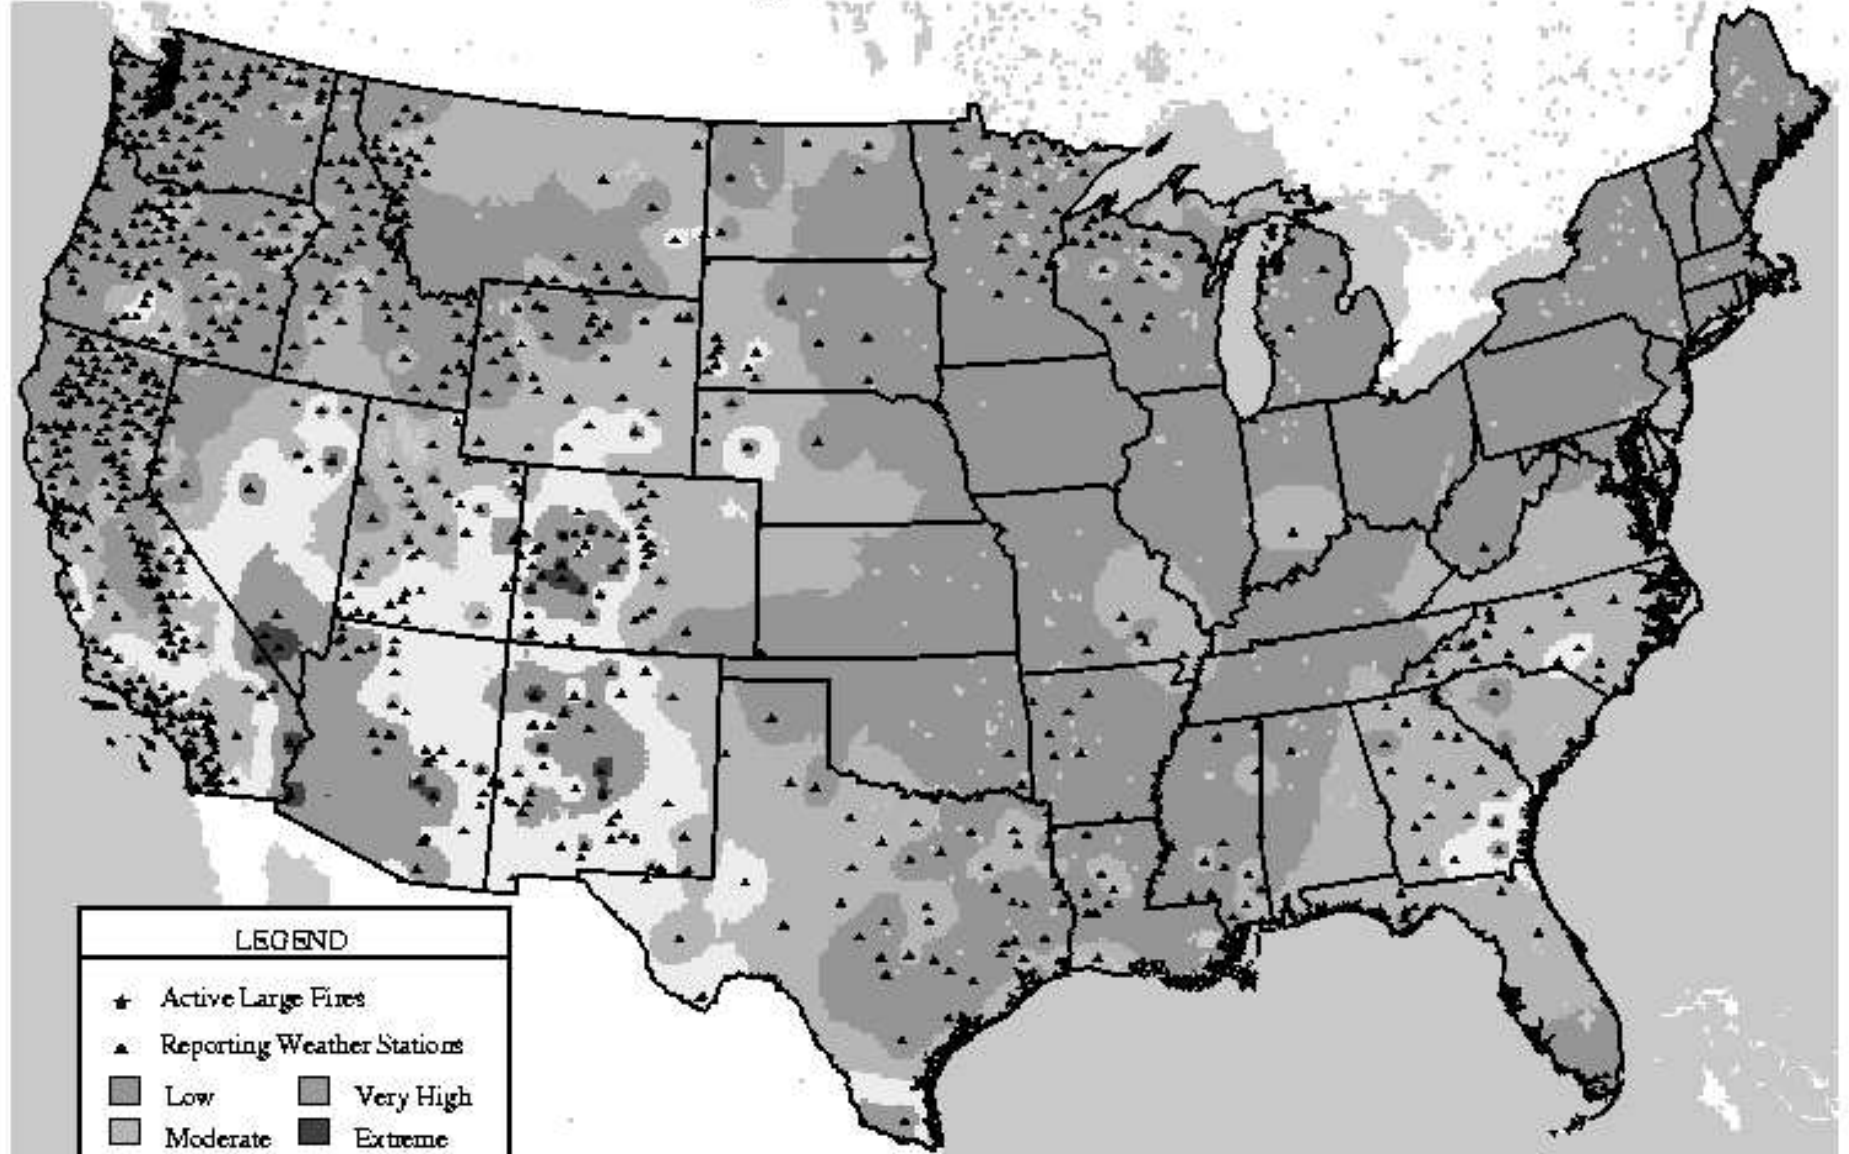 LEGEND
Active Large Fires
Reporting Weather Stations
Low Very High
Moderate Extreme